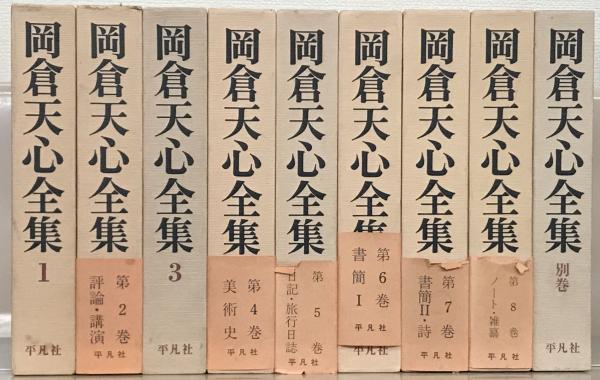 岡倉天心全集
1
平凡社
岡倉天心全集
第2巻
評論・講演
平凡社
岡倉天心全集
3
平凡社
岡倉天心全集
第4巻
美術史
平凡社
岡倉天心全集
第5巻
日記・旅行日誌
平凡社
岡倉天心全集
第6巻
書簡Ⅰ
平凡社
平凡社
岡倉天心全集
第7巻
書簡Ⅱ・詩
平凡社
岡倉天心全集
第8巻
ノート・雑纂
平凡社
岡倉天心全集
別巻
平凡社